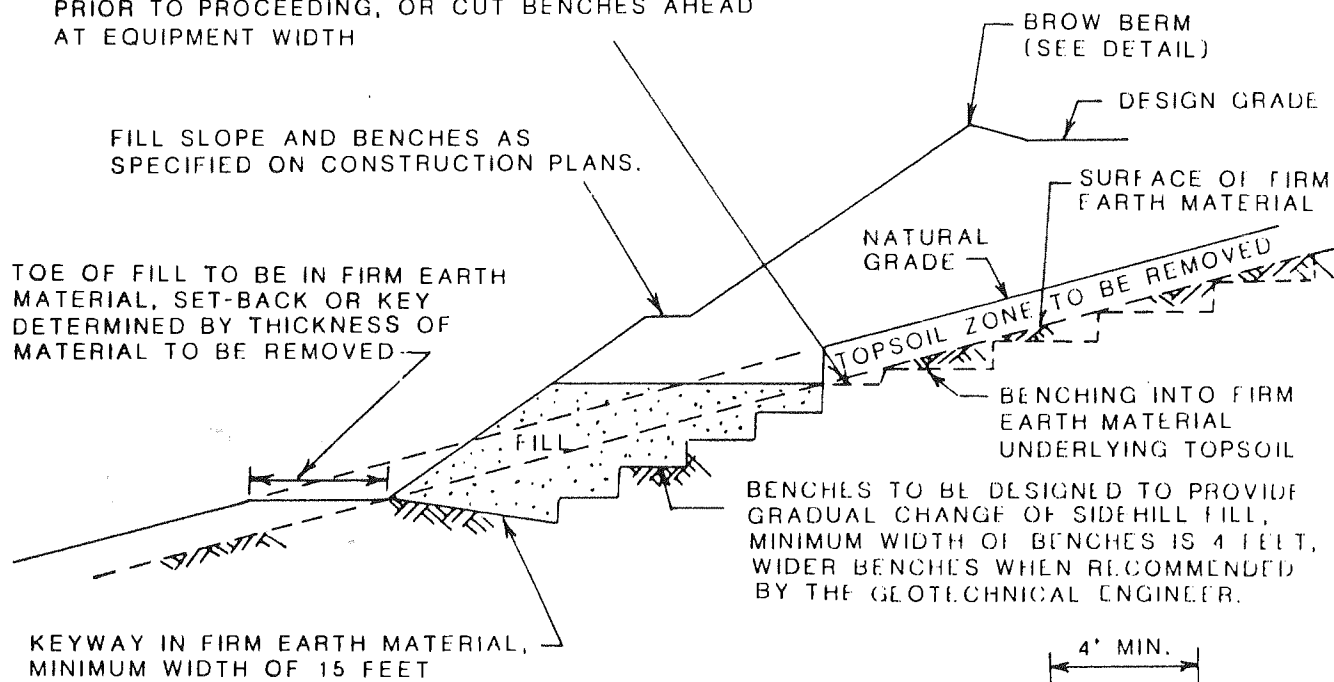 PRIOR TO PROCEEDING, OR CUT BENCHES AHEAD
AT EQUIPMENT WIDTH
BROW BERM
(SEE DETAIL)
DESIGN GRADE
FILL SLOPE AND BENCHES AS
SPECIFIED ON CONSTRUCTION PLANS.
SURFACE OF FIRM
EARTH MATERIAL
NATURAL
GRADE
TOPSOIL ZONE TO BE REMOVED
TOE OF FILL TO BE IN FIRM EARTH
MATERIAL, SET-BACK OR KEY
DETERMINED BY THICKNESS OF
MATERIAL TO BE REMOVED
BENCHING INTO FIRM
EARTH MATERIAL
UNDERLYING TOPSOIL
FILL
BENCHES TO BE DESIGNED TO PROVIDE
GRADUAL CHANGE OF SIDEHILL FILL,
MINIMUM WIDTH OF BENCHES IS 4 FEET,
WIDER BENCHES WHEN RECOMMENDED
BY THE GEOTECHNICAL ENGINEER.
KEYWAY IN FIRM EARTH MATERIAL,
MINIMUM WIDTH OF 15 FEET
4' MIN.